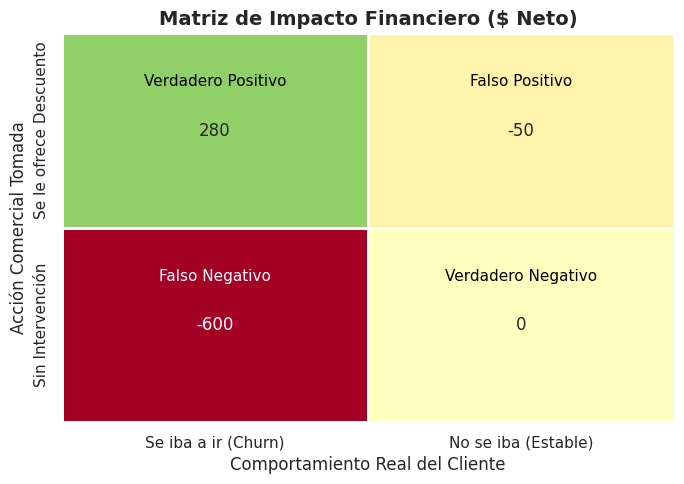 Matriz de Impacto Financiero ($ Neto)
Acción Comercial Tomada
Se le ofrece Descuento
Verdadero Positivo
280
Falso Positivo
-50
Sin Intervención
Falso Negativo
-600
Verdadero Negativo
0
Se iba a ir (Churn)
No se iba (Estable)
Comportamiento Real del Cliente